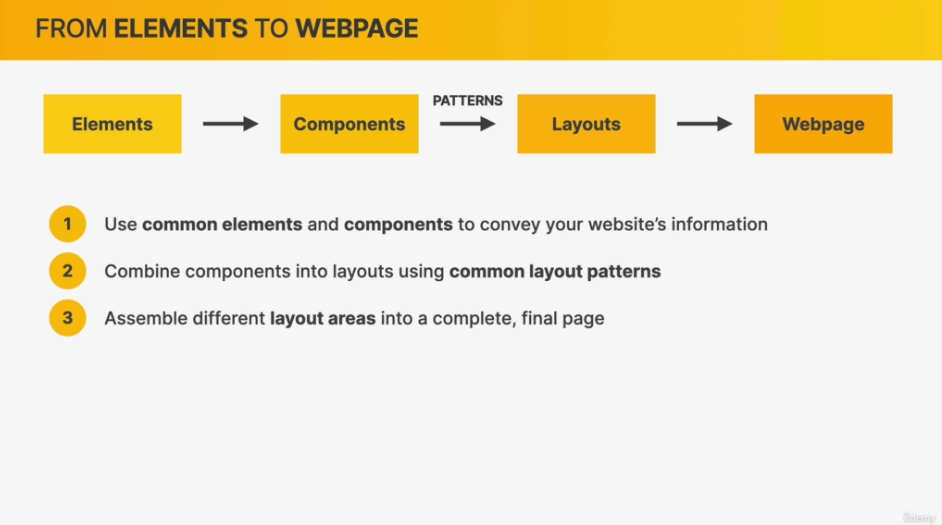 FROM ELEMENTS TO WEBPAGE
PATTERNS
Elements
Components
Layouts
Webpage
1 Use common elements and components to convey your website’s information
2 Combine components into layouts using common layout patterns
3 Assemble different layout areas into a complete, final page
ûdemy